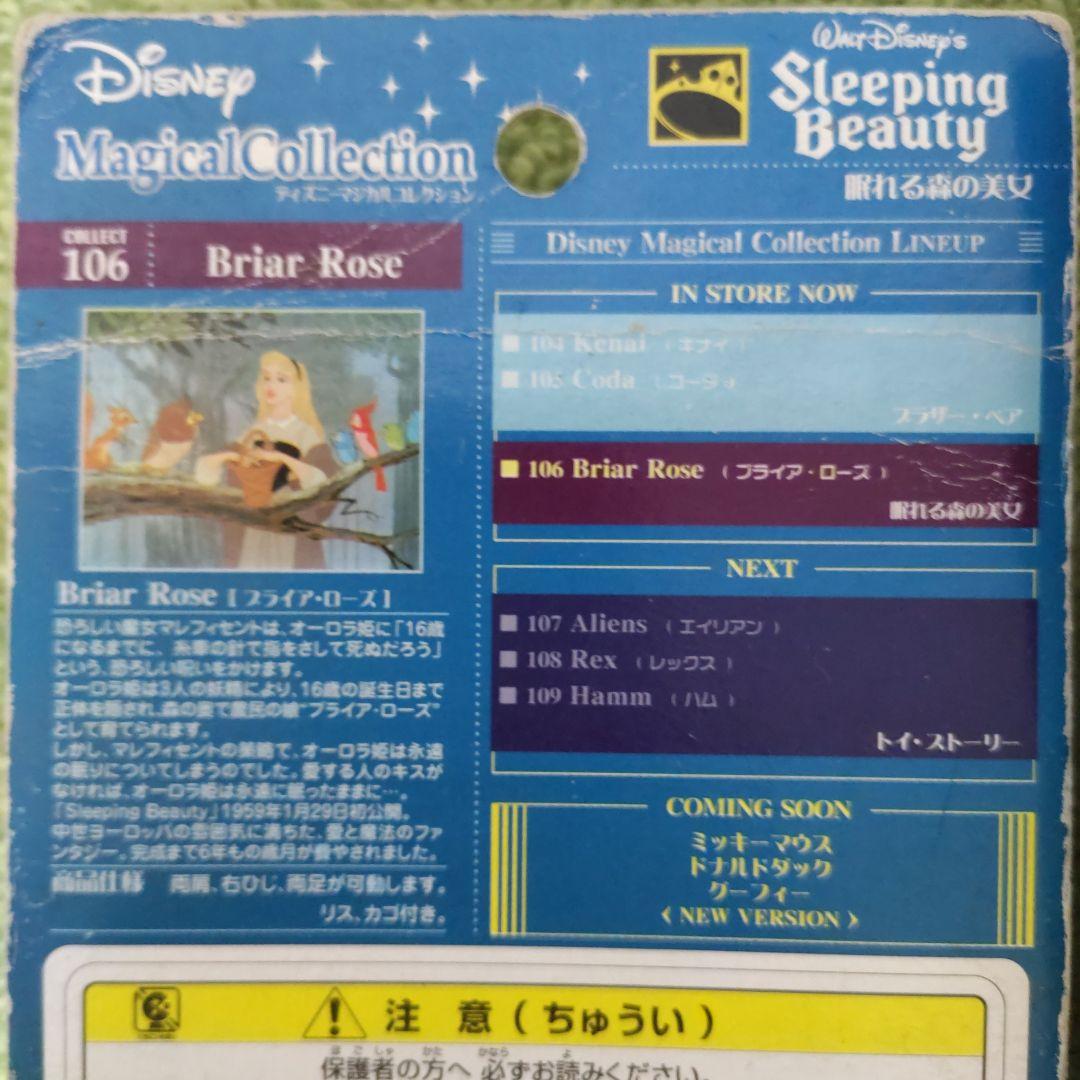 Disney
MagicalCollection
ディズニーマジカルコレクション
COLLECT
106
Briar Rose
Briar Rose [ブライア・ローズ]
恐ろしい魔女マレフィセントは、オーロラ姫に「16歳
になるまでに、糸車の針で指をさして死ぬだろう」
という、恐ろしい呪いをかけます。
オーロラ姫は3人の妖精により、16歳の誕生日まで
正体を隠され、森の奥で農民の娘"ブライア・ローズ"
として育てられます。
しかし、マレフィセントの策略で、オーロラ姫は永遠
の眠りについてしまうのでした。愛する人のキスが
なければ、オーロラ姫は永遠に眠ったままに…。
「Sleeping Beauty」1959年1月29日初公開。
中世ヨーロッパの雰囲気に満ちた、愛と魔法のファ
ンタジー。完成まで6年もの歳月が費やされました。
商品仕様 両肩、右ひじ、両足が可動します。
リス、カゴ付き。
WALT DISNEY'S
Sleeping
Beauty
眠れる森の美女
Disney Magical Collection LINEUP
IN STORE NOW
104 Kenai (キナイ)
105 Coda (コーダ)
ブラザー・ベア
106 Briar Rose (ブライア・ローズ)
眠れる森の美女
NEXT
107 Aliens (エイリアン)
108 Rex (レックス)
109 Hamm (ハム)
トイ・ストーリー
COMING SOON
ミッキーマウス
ドナルドダック
グーフィー
〈NEW VERSION〉
注 意(ちゅうい)
保護者の方へ 必ずお読みください。